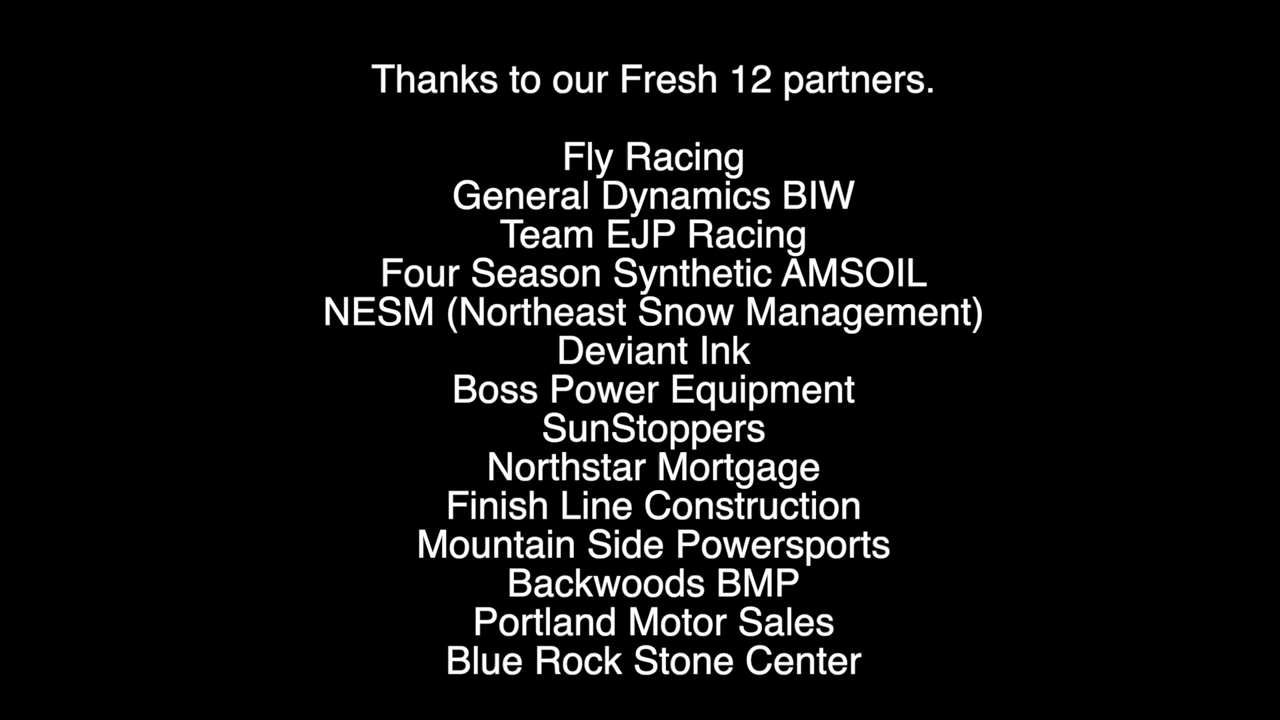 Thanks to our Fresh 12 partners.
Fly Racing
General Dynamics BIW
Team EJP Racing
Four Season Synthetic AMSOIL
NESM (Northeast Snow Management)
Deviant Ink
Boss Power Equipment
SunStoppers
Northstar Mortgage
Finish Line Construction
Mountain Side Powersports
Backwoods BMP
Portland Motor Sales
Blue Rock Stone Center